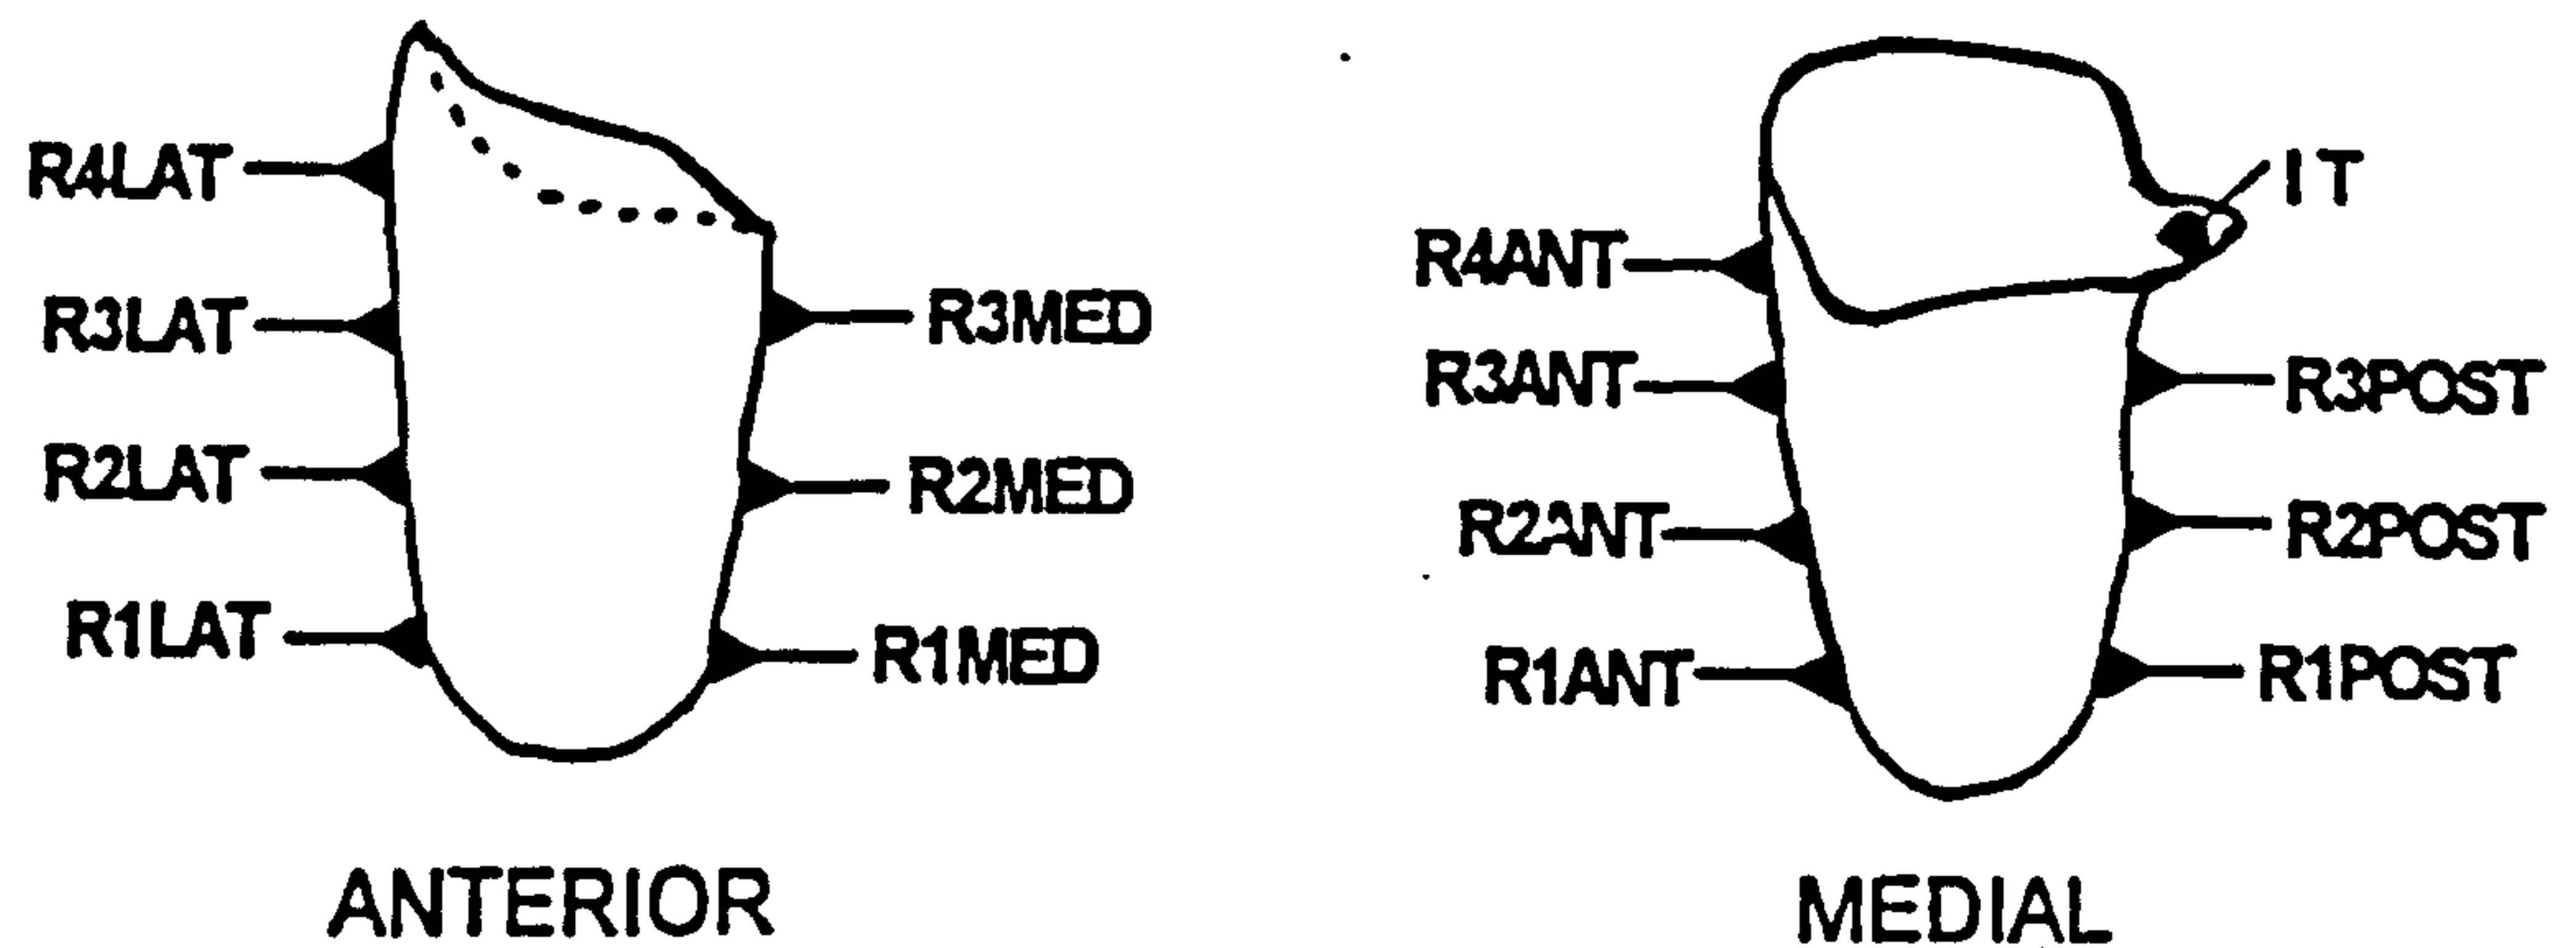 R4LAT
R3LAT
R2LAT
R1LAT
R3MED
R2MED
R1MED
ANTERIOR
R4ANT
R3ANT
R2ANT
R1ANT
IT
R3POST
R2POST
R1POST
MEDIAL